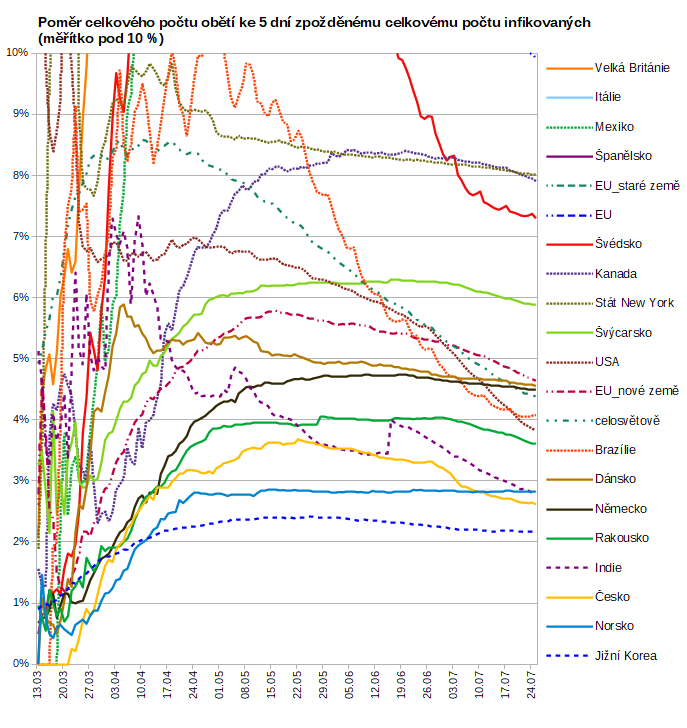 Poměr celkového počtu obětí ke 5 dní zpožděnému celkovému počtu infikovaných
(měřítko pod 10 %)
10%
9%
8%
7%
6%
5%
4%
3%
2%
1%
0%
13.03
20.03
27.03
03.04
10.04
17.04
24.04
01.05
08.05
15.05
22.05
29.05
05.06
12.06
19.06
26.06
03.07
10.07
17.07
24.07
Velká Británie
Itálie
Mexiko
Španělsko
EU_staré země
EU
Švédsko
Kanada
Stát New York
Švýcarsko
USA
EU_nové země
celosvětově
Brazílie
Dánsko
Německo
Rakousko
Indie
Česko
Norsko
Jižní Korea